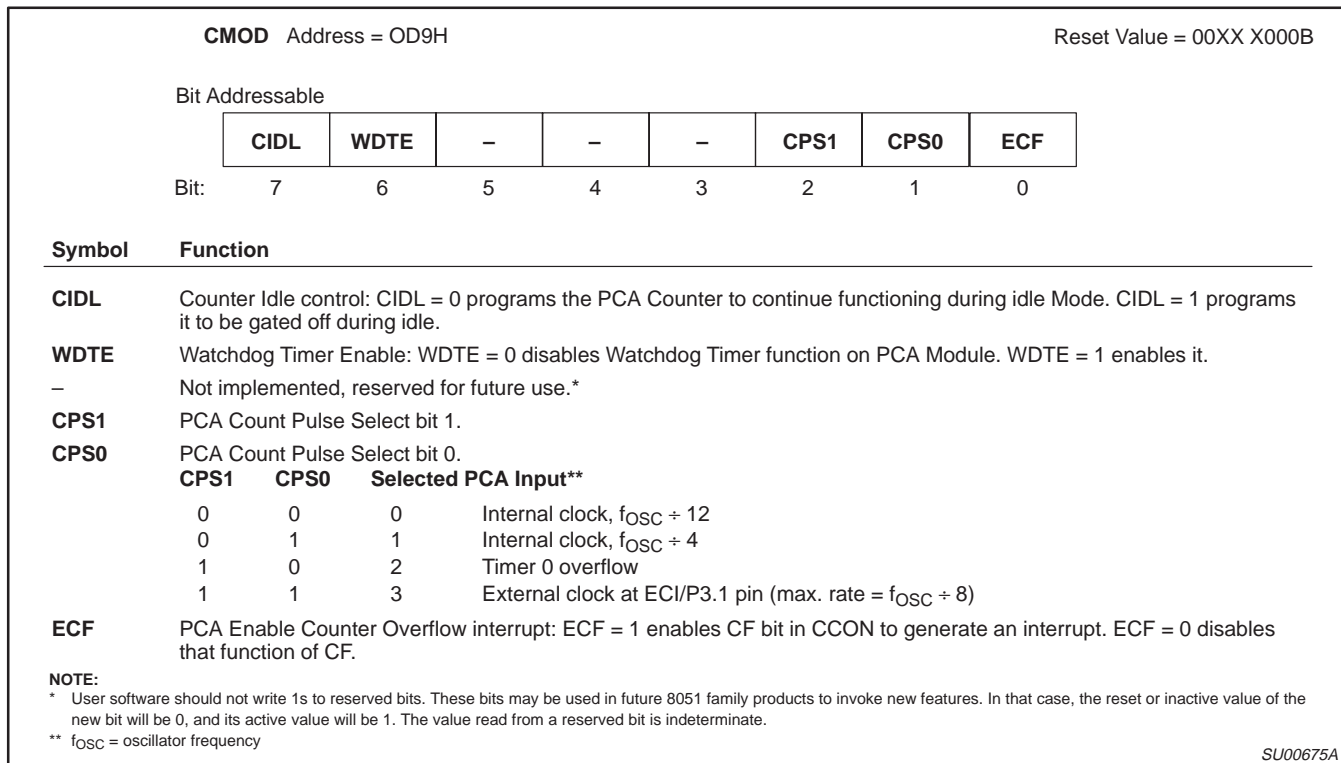 CMOD Address = OD9H Reset Value = 00XX X000B
Bit Addressable
CIDL WDTE – – – CPS1 CPS0 ECF
Bit: 7 6 5 4 3 2 1 0
Symbol Function
CIDL Counter Idle control: CIDL = 0 programs the PCA Counter to continue functioning during idle Mode. CIDL = 1 programs
it to be gated off during idle.
WDTE Watchdog Timer Enable: WDTE = 0 disables Watchdog Timer function on PCA Module. WDTE = 1 enables it.
– Not implemented, reserved for future use.*
CPS1 PCA Count Pulse Select bit 1.
CPS0 PCA Count Pulse Select bit 0.
CPS1 CPS0 Selected PCA Input**
0 0 0 Internal clock, fOSC ÷ 12
0 1 1 Internal clock, fOSC ÷ 4
1 0 2 Timer 0 overflow
1 1 3 External clock at ECI/P3.1 pin (max. rate = fOSC ÷ 8)
ECF PCA Enable Counter Overflow interrupt: ECF = 1 enables CF bit in CCON to generate an interrupt. ECF = 0 disables
that function of CF.
NOTE:
* User software should not write 1s to reserved bits. These bits may be used in future 8051 family products to invoke new features. In that case, the reset or inactive value of the
new bit will be 0, and its active value will be 1. The value read from a reserved bit is indeterminate.
** fOSC = oscillator frequency
SU00675A